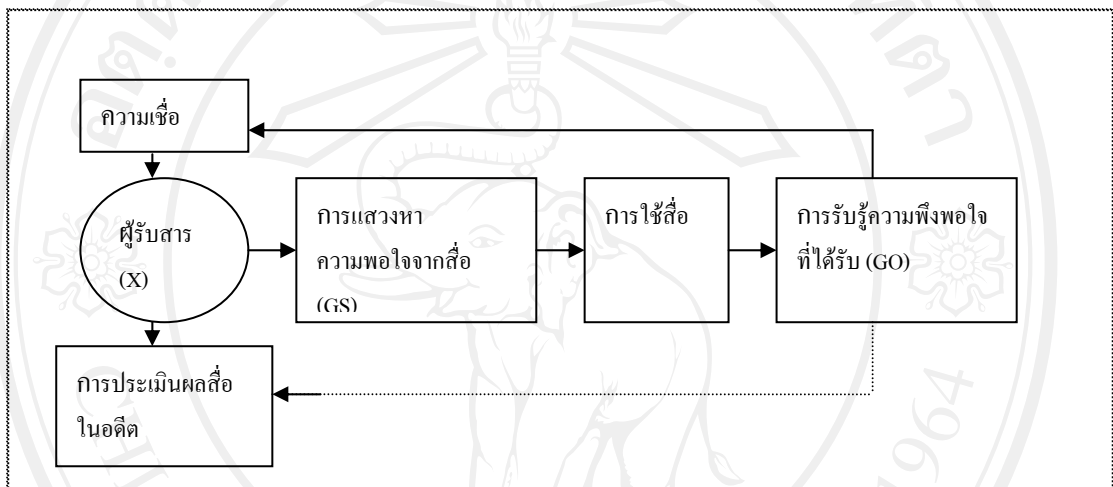 ความเชื่อ
ผู้รับสาร
(X)
การแสวงหา
ความพอใจจากสื่อ
(GS)
การใช้สื่อ
การรับรู้ความพึงพอใจ
ที่ได้รับ (GO)
การประเมินผลสื่อ
ในอดีต
1964